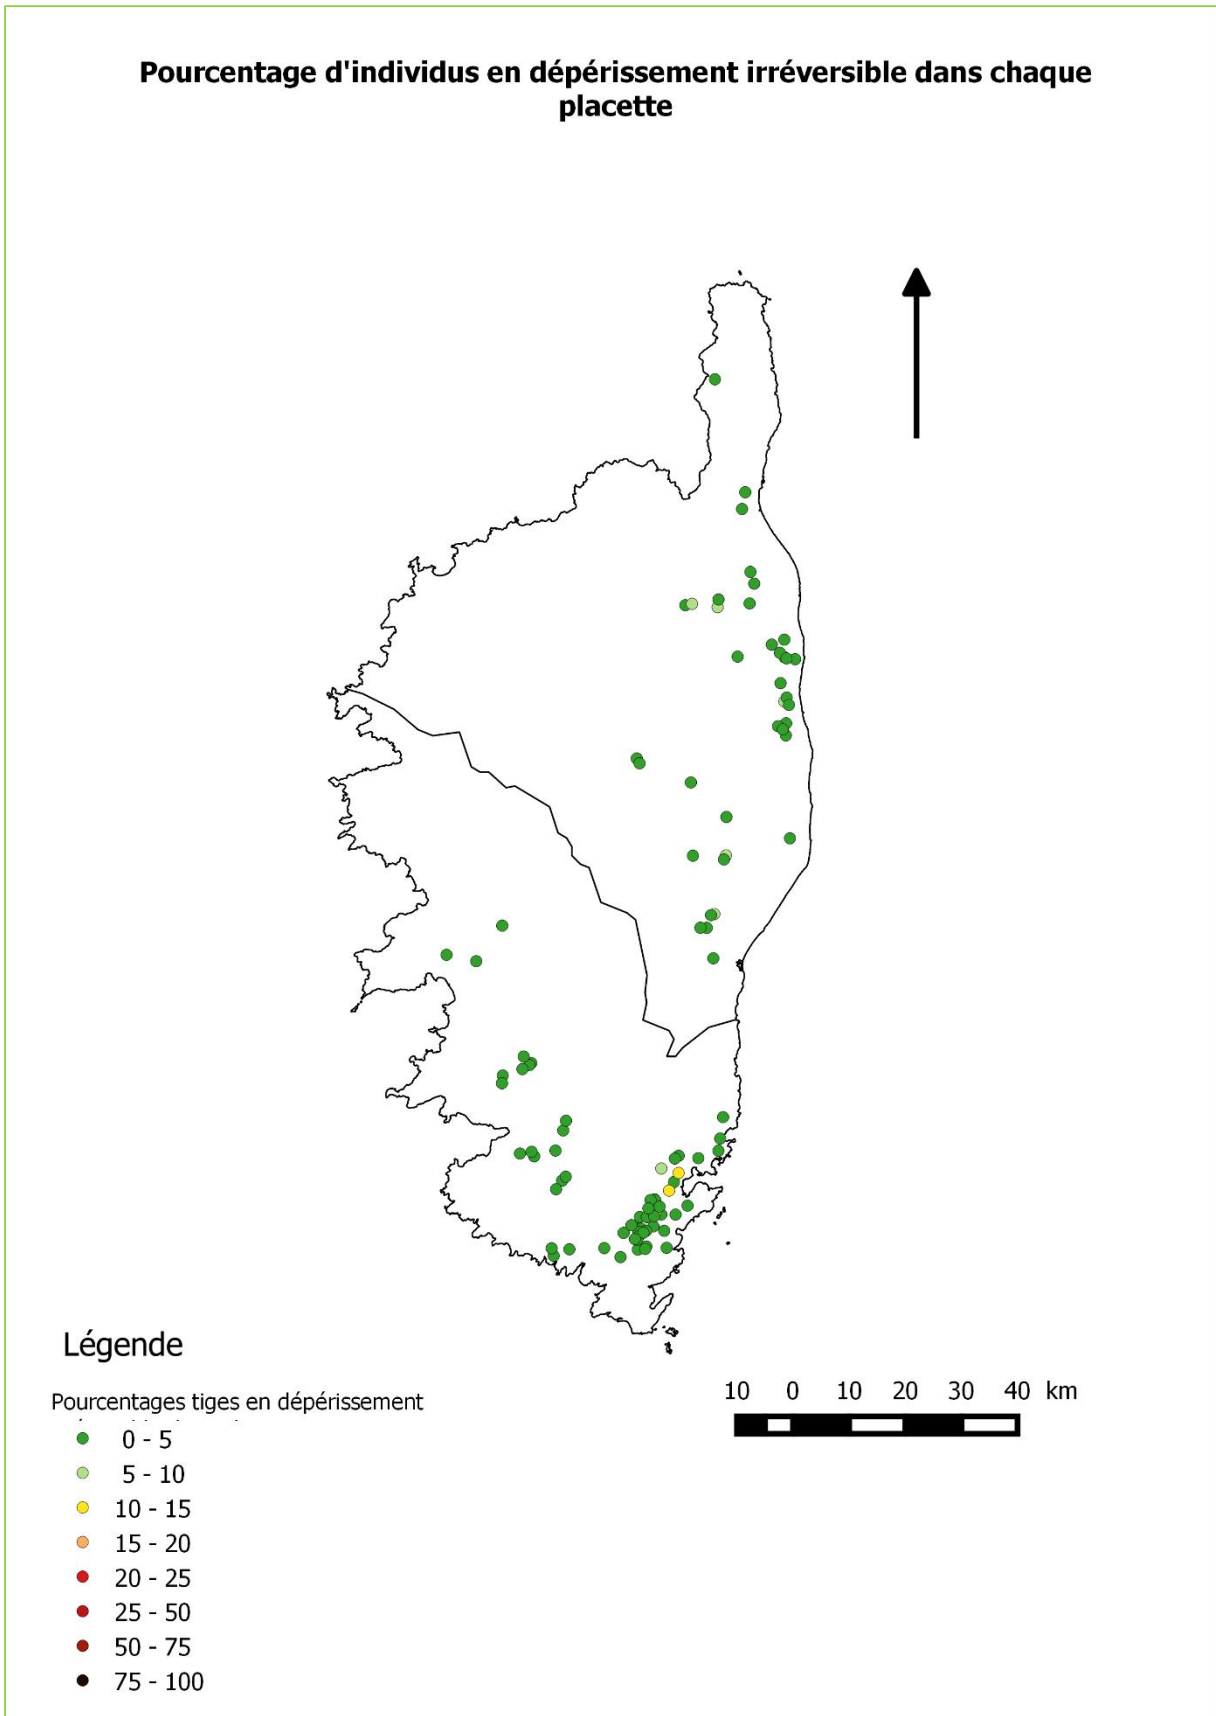 Pourcentage d'individus en dépérissement irréversible dans chaque
placette
Légende
Pourcentages tiges en dépérissement
0 - 5
5 - 10
10 - 15
15 - 20
20 - 25
25 - 50
50 - 75
75 - 100
10 0 10 20 30 40 km